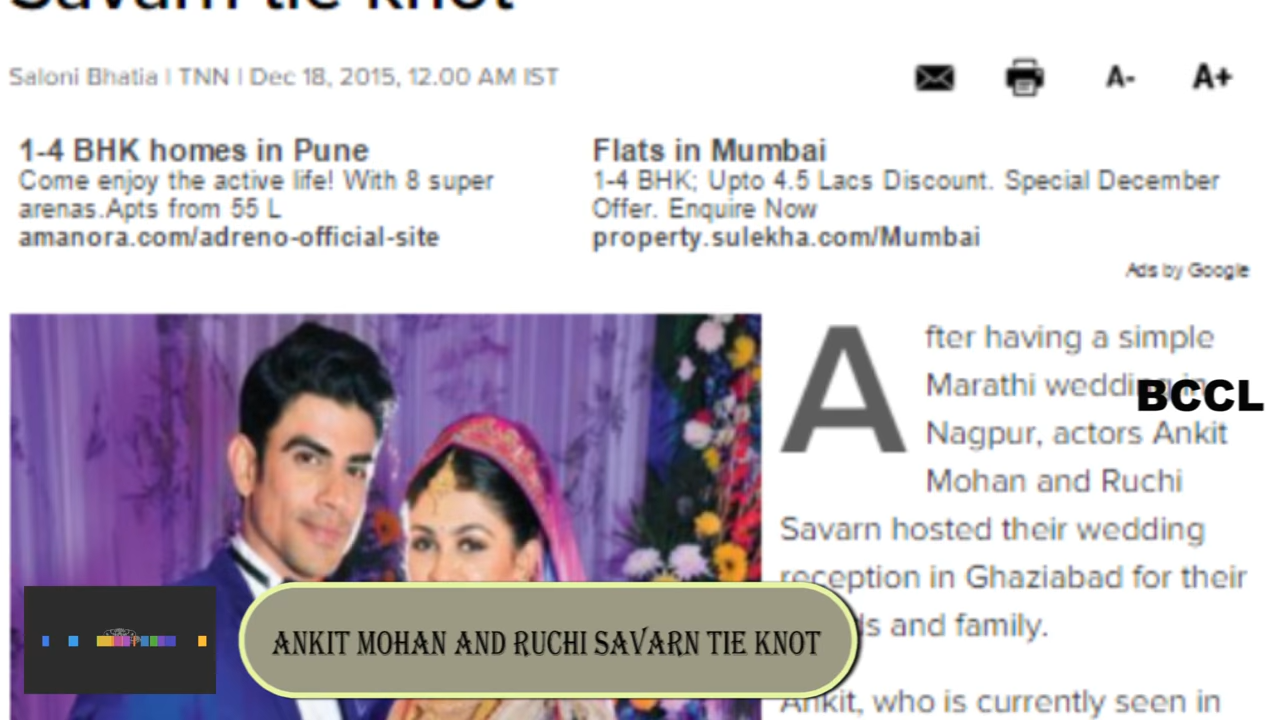 Savarn tie knot
Saloni Bhatia | TNN | Dec 18, 2015, 12.00 AM IST
A- A+
1-4 BHK homes in Pune
Come enjoy the active life! With 8 super
arenas.Apts from 55 L
amanora.com/adreno-official-site
Flats in Mumbai
1-4 BHK; Upto 4.5 Lacs Discount. Special December
Offer. Enquire Now
property.sulekha.com/Mumbai
Ads by Google
After having a simple
Marathi wedding in
BCCL
Nagpur, actors Ankit
Mohan and Ruchi
Savarn hosted their wedding
reception in Ghaziabad for their
and family.
Ankit, who is currently seen in
ANKIT MOHAN AND RUCHI SAVARN TIE KNOT